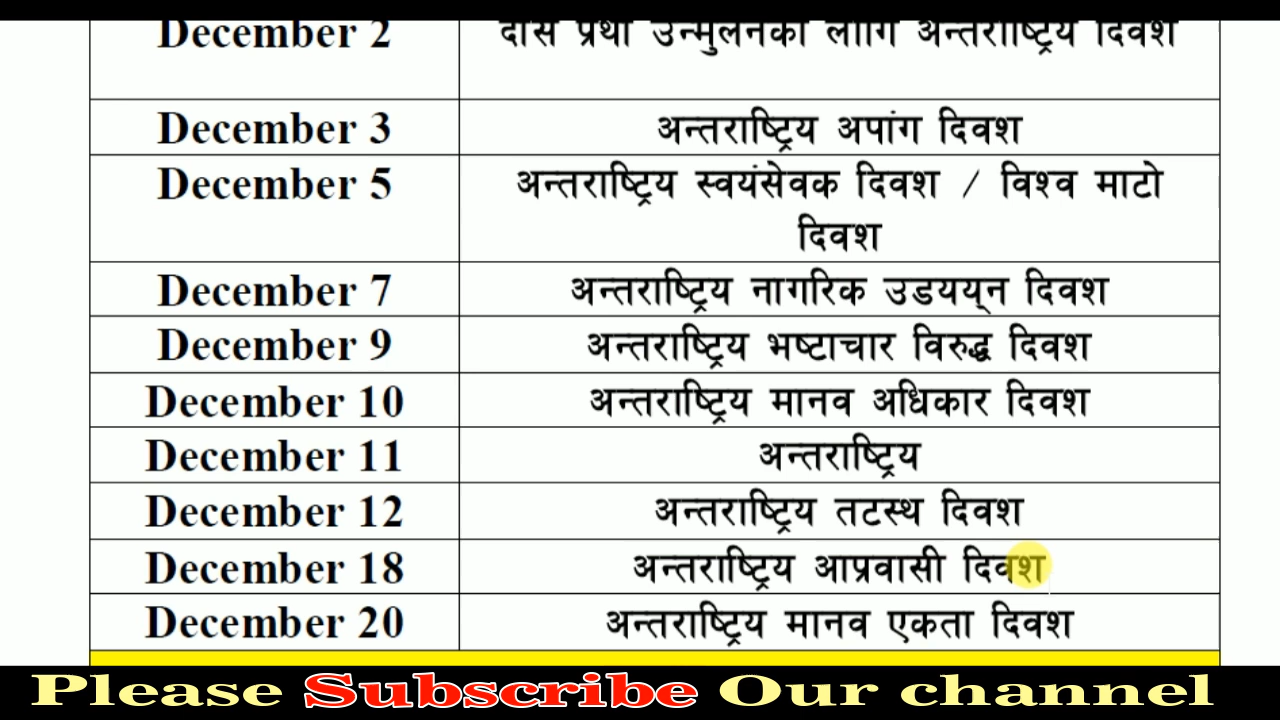 December 2 दास प्रथा उन्मुलनका लागि अन्तराष्ट्रिय दिवश
December 3 अन्तराष्ट्रिय अपांग दिवश
December 5 अन्तराष्ट्रिय स्वयंसेवक दिवश / विश्व माटो
दिवश
December 7 अन्तराष्ट्रिय नागरिक उडयय्न दिवश
December 9 अन्तराष्ट्रिय भष्टाचार विरुद्ध दिवश
December 10 अन्तराष्ट्रिय मानव अधिकार दिवश
December 11 अन्तराष्ट्रिय
December 12 अन्तराष्ट्रिय तटस्थ दिवश
December 18 अन्तराष्ट्रिय आप्रवासी दिवश
December 20 अन्तराष्ट्रिय मानव एकता दिवश
Please Subscribe Our channel